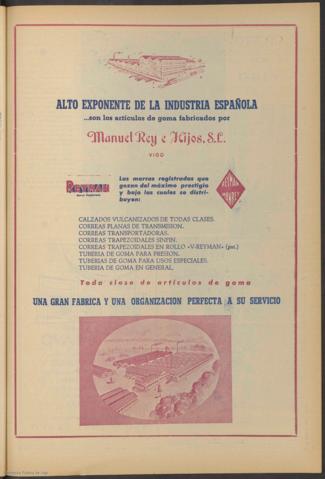 ALTO EXPONENTE DE LA INDUSTRIA ESPAÑOLA
...son los artículos de goma fabricados por
Manuel Rey e Hijos, S.L.
VIGO
REYMAN
Las marcas registradas que
gozan del máximo prestigio
y bajo las cuales se distri-
buyen:
REYMAN
CALZADOS VULCANIZADOS DE TODAS CLASES.
CORREAS PLANAS DE TRANSMISION.
CORREAS TRANSPORTADORAS.
CORREAS TRAPEZOIDALES SINFIN.
CORREAS TRAPEZOIDALES EN ROLLO «V-REYMAN» (pat.)
TUBERIA DE GOMA PARA PRESION.
TUBERIAS DE GOMA PARA USOS ESPECIALES.
TUBERIA DE GOMA EN GENERAL.
Toda clase de artículos de goma
UNA GRAN FABRICA Y UNA ORGANIZACION PERFECTA A SU SERVICIO